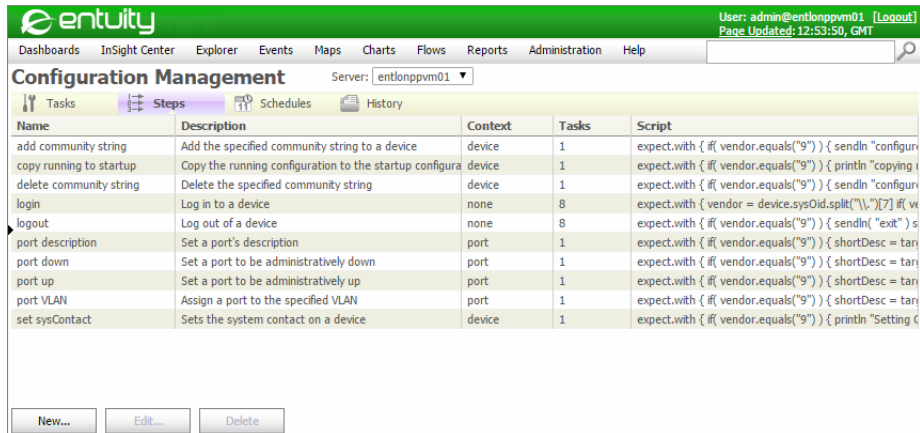 entuity
User: admin@entlonppvm01 [Logout]
Page Updated: 12:53:50, GMT
Dashboards InSight Center Explorer Events Maps Charts Flows Reports Administration Help
Configuration Management Server: entlonppvm01
Tasks Steps Schedules History
Name Description Context Tasks Script
add community string Add the specified community string to a device device 1 expect.with { if( vendor.equals("9") ) { sendln "configure
copy running to startup Copy the running configuration to the startup configura device 1 expect.with { if( vendor.equals("9") ) { println "copying
delete community string Delete the specified community string device 1 expect.with { if( vendor.equals("9") ) { sendln "configure
login Log in to a device none 8 expect.with { vendor = device.sysOid.split("\\.")[7] if( ve
logout Log out of a device none 8 expect.with { if( vendor.equals("9") ) { sendln( "exit" ) s
port description Set a port's description port 1 expect.with { if( vendor.equals("9") ) { shortDesc = targ
port down Set a port to be administratively down port 1 expect.with { if( vendor.equals("9") ) { shortDesc = targ
port up Set a port to be administratively up port 1 expect.with { if( vendor.equals("9") ) { shortDesc = targ
port VLAN Assign a port to the specified VLAN port 1 expect.with { if( vendor.equals("9") ) { shortDesc = targ
set sysContact Sets the system contact on a device device 1 expect.with { if( vendor.equals("9") ) { println "Setting
New... Edit... Delete